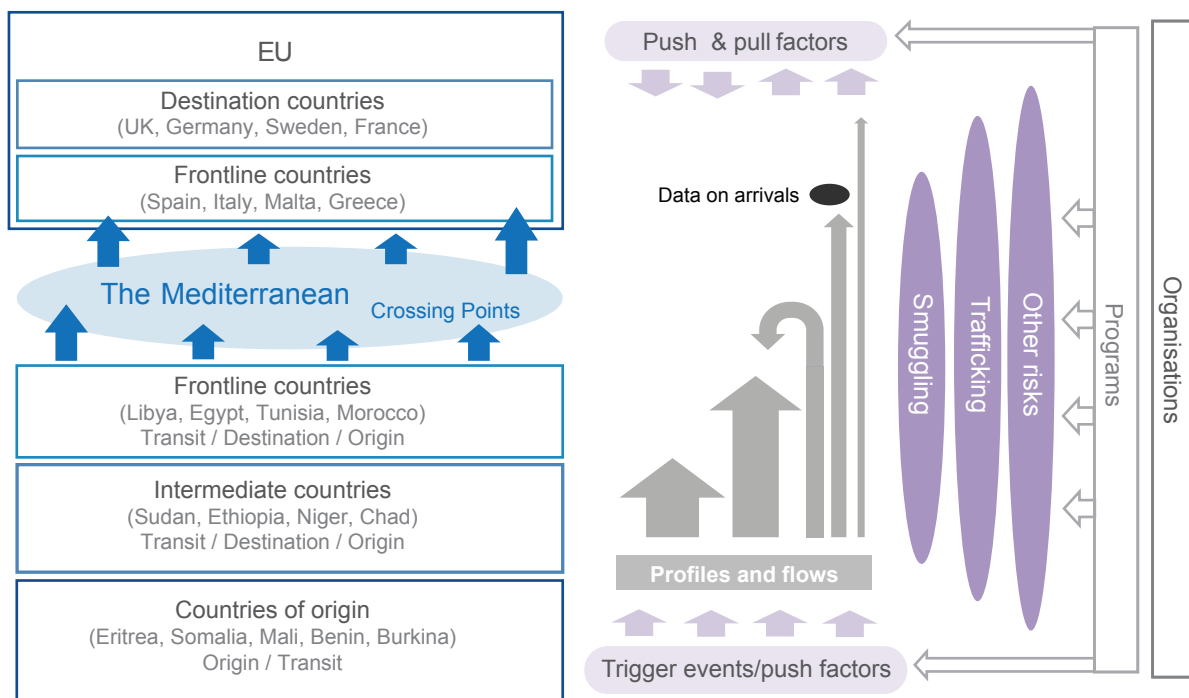 EU
Destination countries
(UK, Germany, Sweden, France)
Frontline countries
(Spain, Italy, Malta, Greece)
The Mediterranean
Crossing Points
Frontline countries
(Libya, Egypt, Tunisia, Morocco)
Transit / Destination / Origin
Intermediate countries
(Sudan, Ethiopia, Niger, Chad)
Transit / Destination / Origin
Countries of origin
(Eritrea, Somalia, Mali, Benin, Burkina)
Origin / Transit
Push & pull factors
Data on arrivals
Profiles and flows
Trigger events/push factors
Smuggling
Trafficking
Other risks
Programs
Organisations